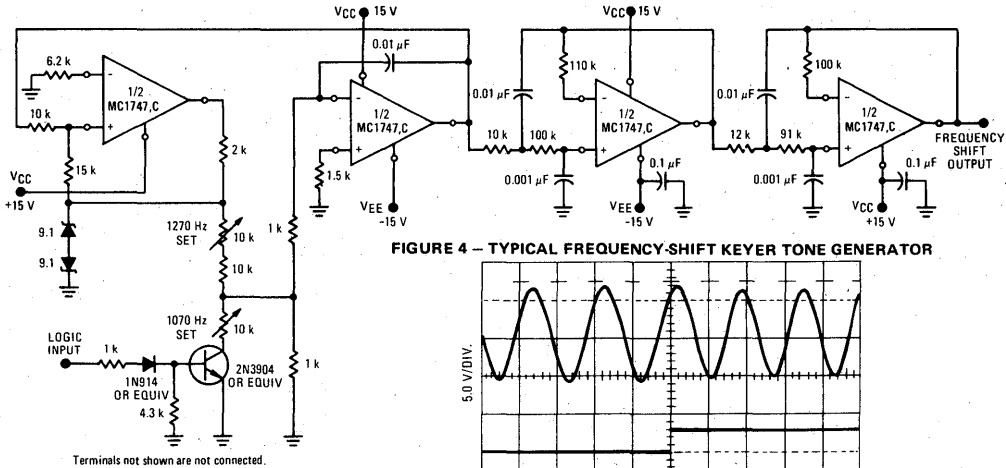 VCC 15 V
VCC 15 V
0.01 µF
6.2 k
1/2
MC1747,C
10 k
15 k
VCC
+15 V
9.1
9.1
2 k
1270 Hz
SET
10 k
10 k
1070 Hz
SET
10 k
1 k
1 k
LOGIC
INPUT
1 k
1N914
OR EQUIV
4.3 k
2N3904
OR EQUIV
1/2
MC1747,C
1.5 k
VEE
-15 V
0.01 µF
110 k
10 k
100 k
0.001 µF
1/2
MC1747,C
0.1 µF
VEE
-15 V
0.01 µF
100 k
12 k
91 k
0.001 µF
1/2
MC1747,C
0.1 µF
VCC
+15 V
FREQUENCY
SHIFT
OUTPUT
FIGURE 4 – TYPICAL FREQUENCY-SHIFT KEYER TONE GENERATOR
5.0 V/DIV.
Terminals not shown are not connected.